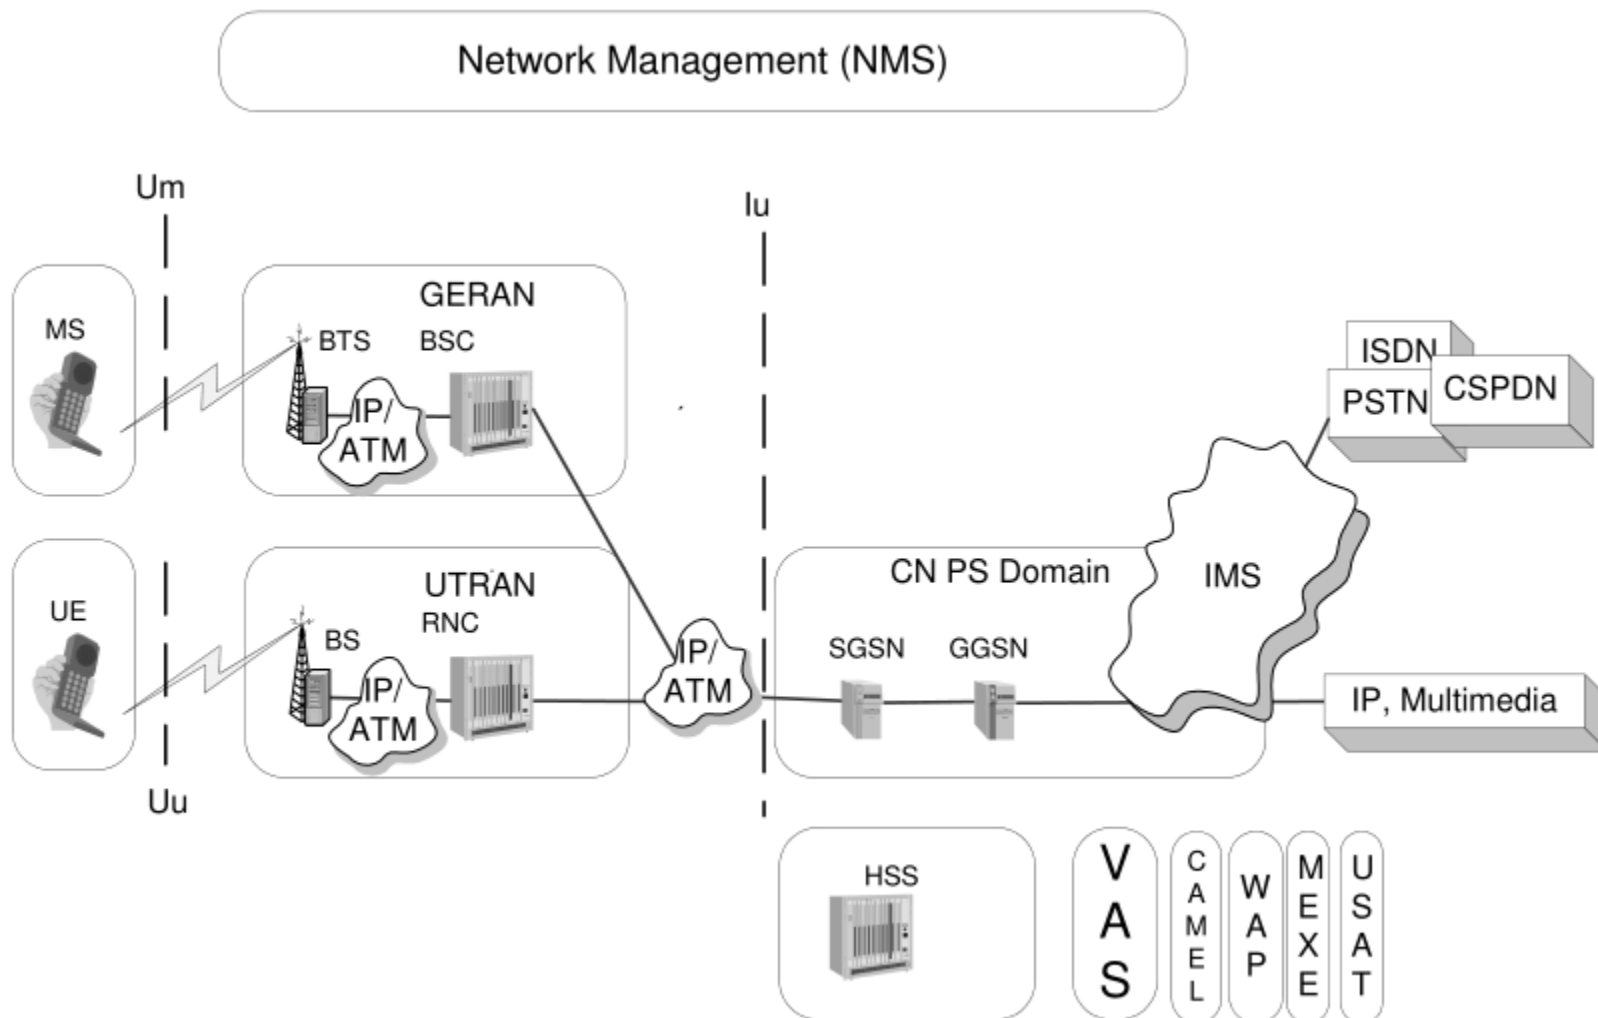 Network Management (NMS)
Um
Iu
MS
GERAN
BTS
BSC
IP/
ATM
ISDN
PSTN
CSPDN
UE
UTRAN
RNC
BS
IP/
ATM
IP/
ATM
CN PS Domain
SGSN
GGSN
IMS
IP, Multimedia
Uu
HSS
VAS
CAMEL
WAP
MEXE
USAT